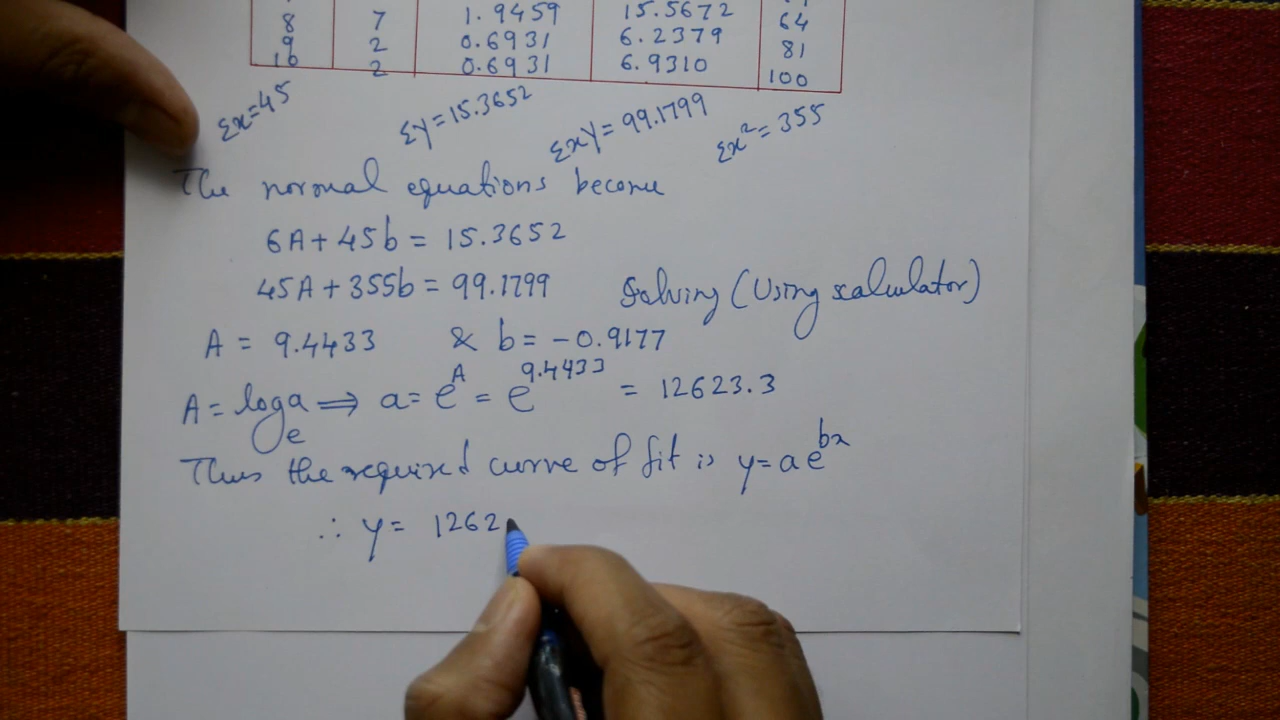 8 7 1.9459 15.5672 64
9 2 0.6931 6.2379 81
10 2 0.6931 6.9310 100
Σx=45 Σy=15.3652 Σxy=99.1799 Σx²=355
The normal equations become
6A+45b=15.3652
45A+355b=99.1799 Solving (Using scalculator)
A = 9.4433 & b= -0.9177
A = logₑa ⟹ a=e^A = e^9.4433 = 12623.3
Thus the required curve of fit is y=ae^bx
∴ y= 1262